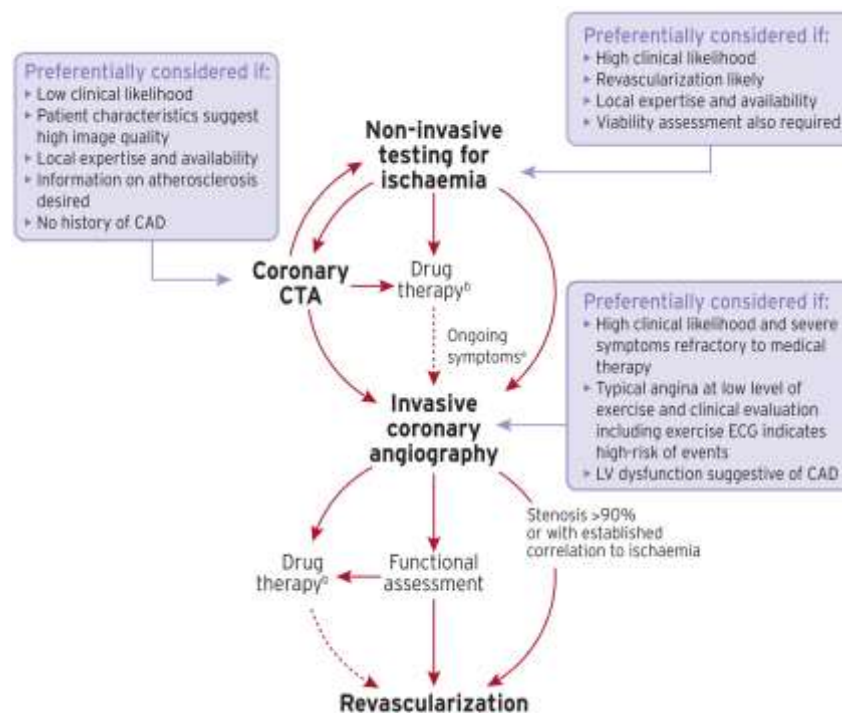 Preferentially considered if:
▸ High clinical likelihood
▸ Revascularization likely
▸ Local expertise and availability
▸ Viability assessment also required
Preferentially considered if:
▸ Low clinical likelihood
▸ Patient characteristics suggest
high image quality
▸ Local expertise and availability
▸ Information on atherosclerosis
desired
▸ No history of CAD
Non-invasive
testing for
ischaemia
Coronary
CTA
Drug
therapyᵇ
Ongoing
symptomsᵃ
Preferentially considered if:
▸ High clinical likelihood and severe
symptoms refractory to medical
therapy
▸ Typical angina at low level of
exercise and clinical evaluation
including exercise ECG indicates
high-risk of events
▸ LV dysfunction suggestive of CAD
Invasive
coronary
angiography
Stenosis >90%
or with established
correlation to ischaemia
Drug
therapyᵇ
Functional
assessment
Revascularization